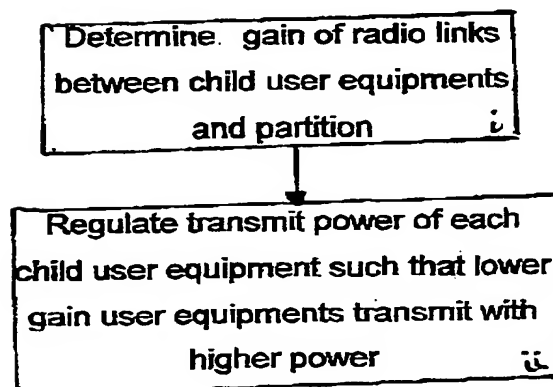 Determine. gain of radio links
between child user equipments
and partition i
Regulate transmit power of each
child user equipment such that lower
gain user equipments transmit with
higher power ii